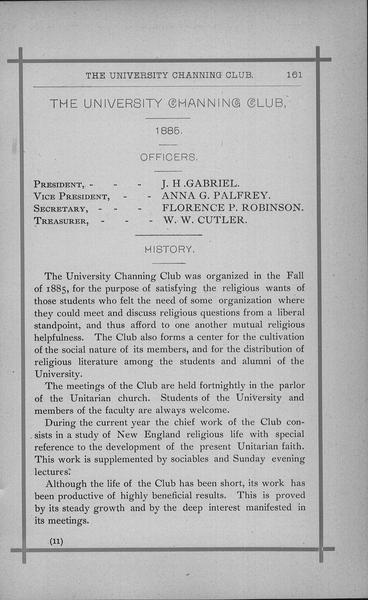 THE UNIVERSITY CHANNING CLUB. 161
THE UNIVERSITY CHANNING CLUB,
1885.
OFFICERS.
PRESIDENT, - - - J. H .GABRIEL.
VICE PRESIDENT, - - ANNA G. PALFREY.
SECRETARY, - - - FLORENCE P. ROBINSON.
TREASURER, - - - W. W. CUTLER.
HISTORY.
The University Channing Club was organized in the Fall
of 1885, for the purpose of satisfying the religious wants of
those students who felt the need of some organization where
they could meet and discuss religious questions from a liberal
standpoint, and thus afford to one another mutual religious
helpfulness. The Club also forms a center for the cultivation
of the social nature of its members, and for the distribution of
religious literature among the students and alumni of the
University.
The meetings of the Club are held fortnightly in the parlor
of the Unitarian church. Students of the University and
members of the faculty are always welcome.
During the current year the chief work of the Club con-
sists in a study of New England religious life with special
reference to the development of the present Unitarian faith.
This work is supplemented by sociables and Sunday evening
lectures.
Although the life of the Club has been short, its work has
been productive of highly beneficial results. This is proved
by its steady growth and by the deep interest manifested in
its meetings.
(11)